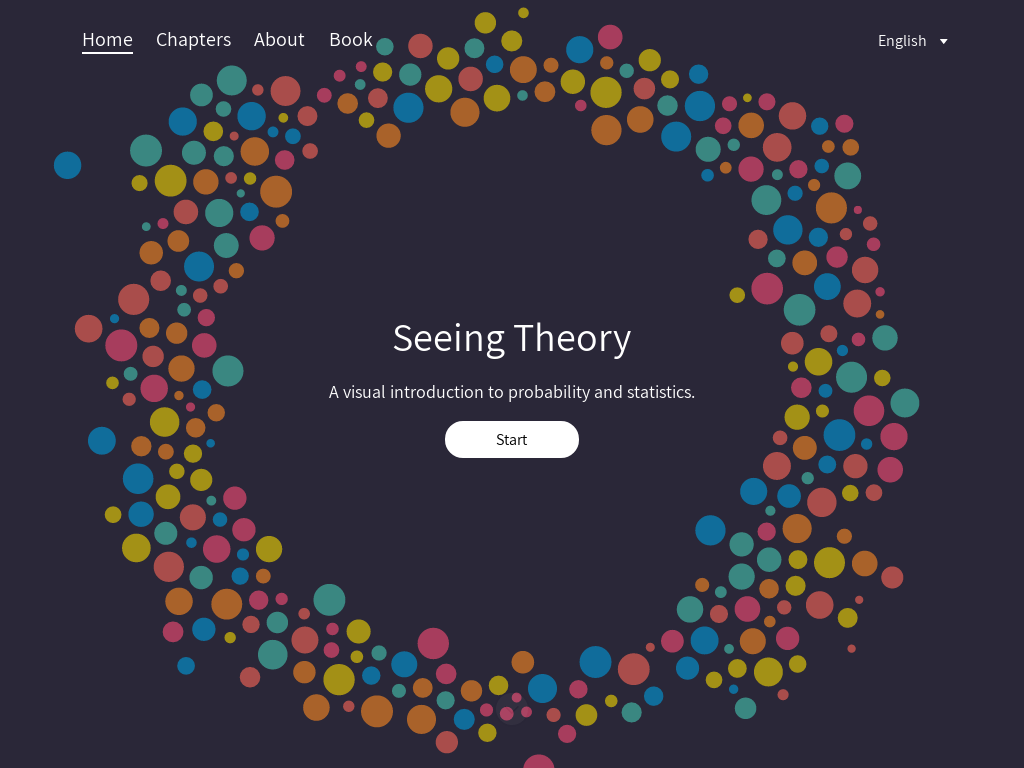 Home Chapters About Book English
Seeing Theory
A visual introduction to probability and statistics.
Start